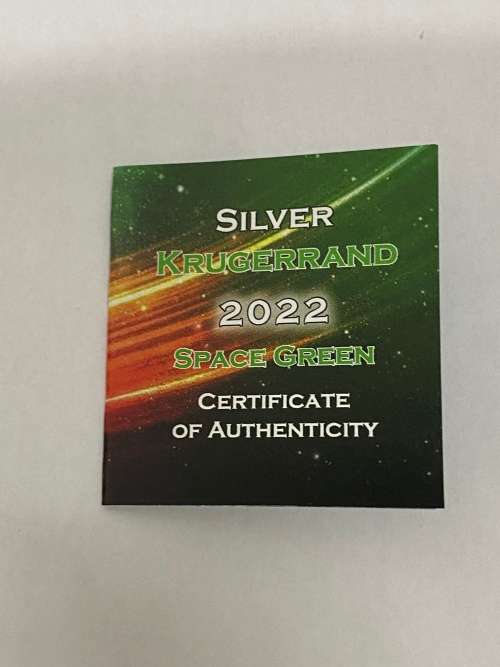 SILVER
KRUGERRAND
2022
SPACE GREEN
CERTIFICATE
OF AUTHENTICITY